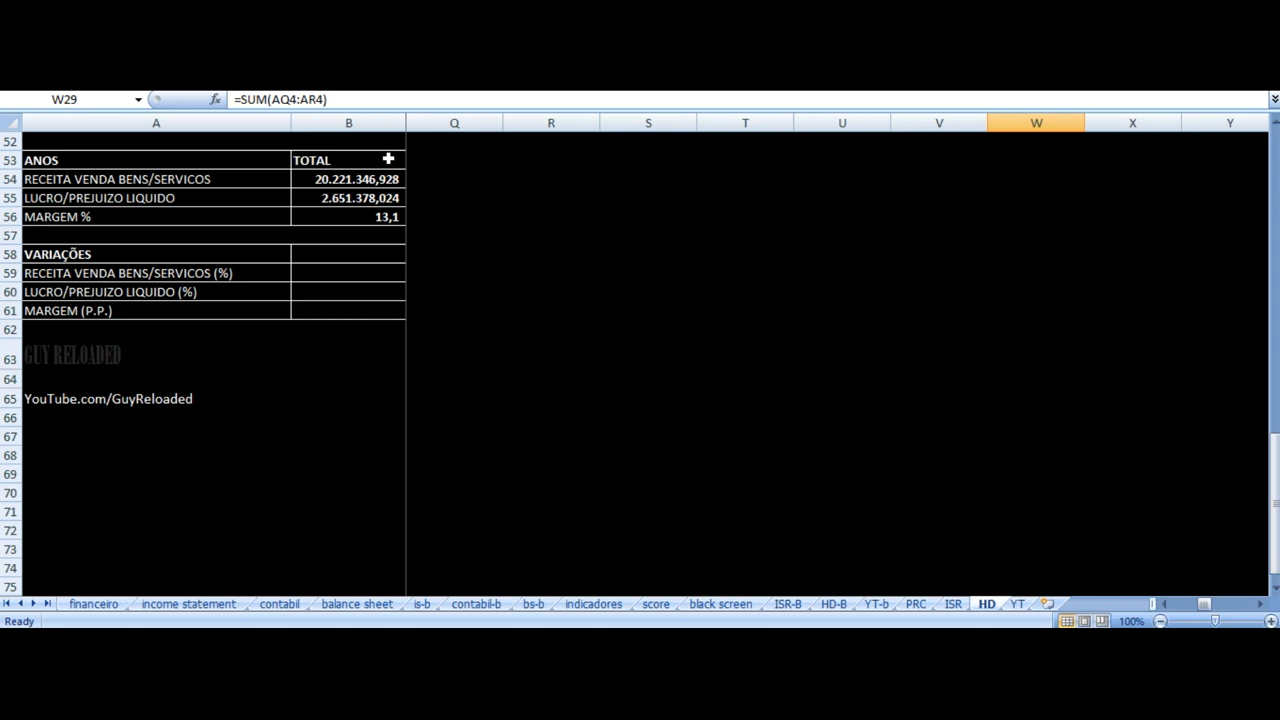 W29 fx =SUM(AQ4:AR4)
A B Q R S T U V W X Y
52
53 ANOS TOTAL
54 RECEITA VENDA BENS/SERVICOS 20.221.346,928
55 LUCRO/PREJUIZO LIQUIDO 2.651.378,024
56 MARGEM % 13,1
57
58 VARIAÇÕES
59 RECEITA VENDA BENS/SERVICOS (%)
60 LUCRO/PREJUIZO LIQUIDO (%)
61 MARGEM (P.P.)
62
63 GUY RELOADED
64
65 YouTube.com/GuyReloaded
66
67
68
69
70
71
72
73
74
75
financeiro income statement contabil balance sheet is-b contabil-b bs-b indicadores score black screen ISR-B HD-B YT-b PRC ISR HD YT
Ready 100%